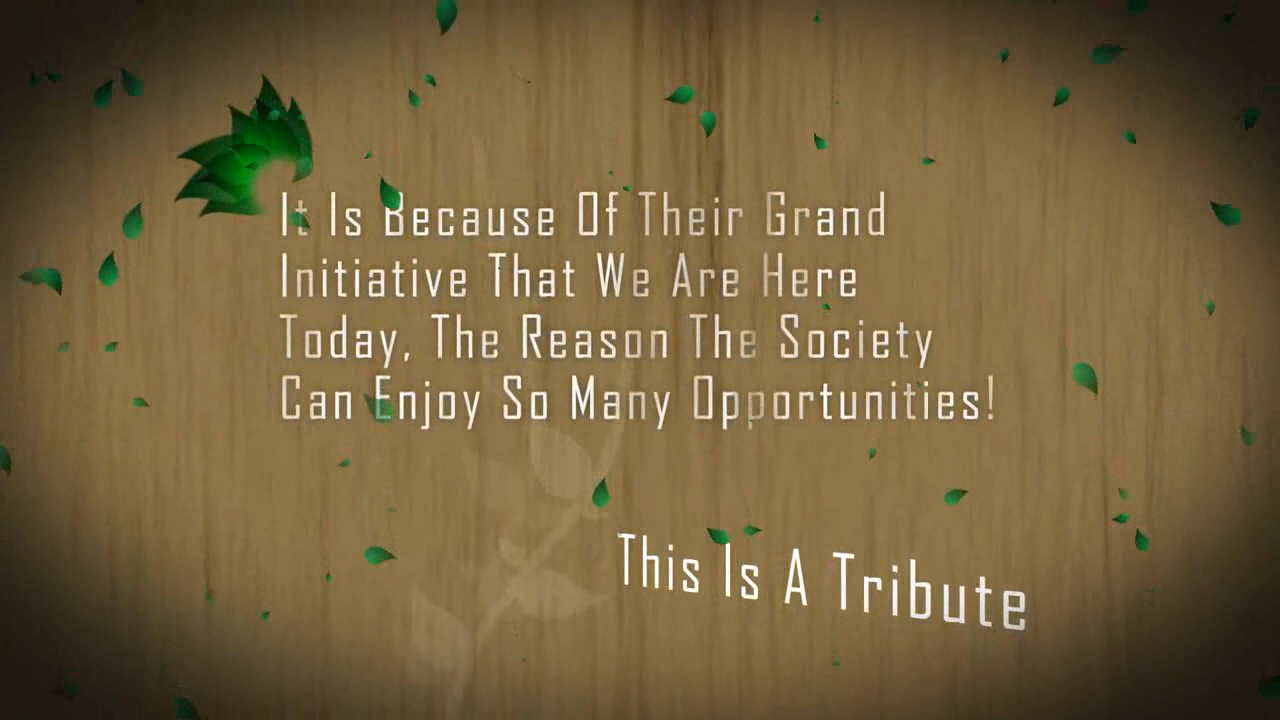 It Is Because Of Their Grand
Initiative That We Are Here
Today, The Reason The Society
Can Enjoy So Many Opportunities!
This Is A Tribute